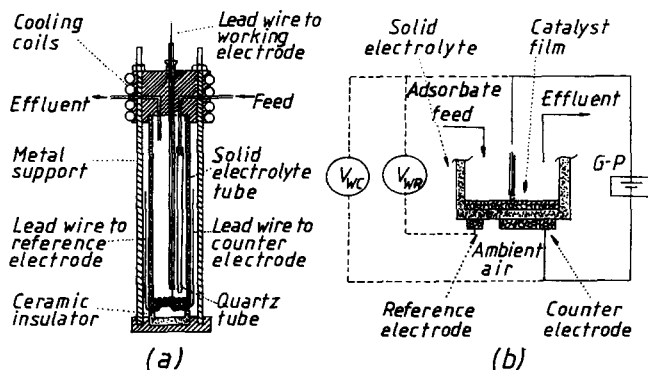 Cooling
coils
Lead wire to
working
electrode
Effluent
Feed
Metal
support
Solid
electrolyte
tube
Lead wire to
reference
electrode
Lead wire to
counter
electrode
Ceramic
insulator
Quartz
tube
(a)
Solid
electrolyte
Catalyst
film
Adsorbate
feed
Effluent
VWC
VWR
G-P
Ambient
air
Reference
electrode
Counter
electrode
(b)